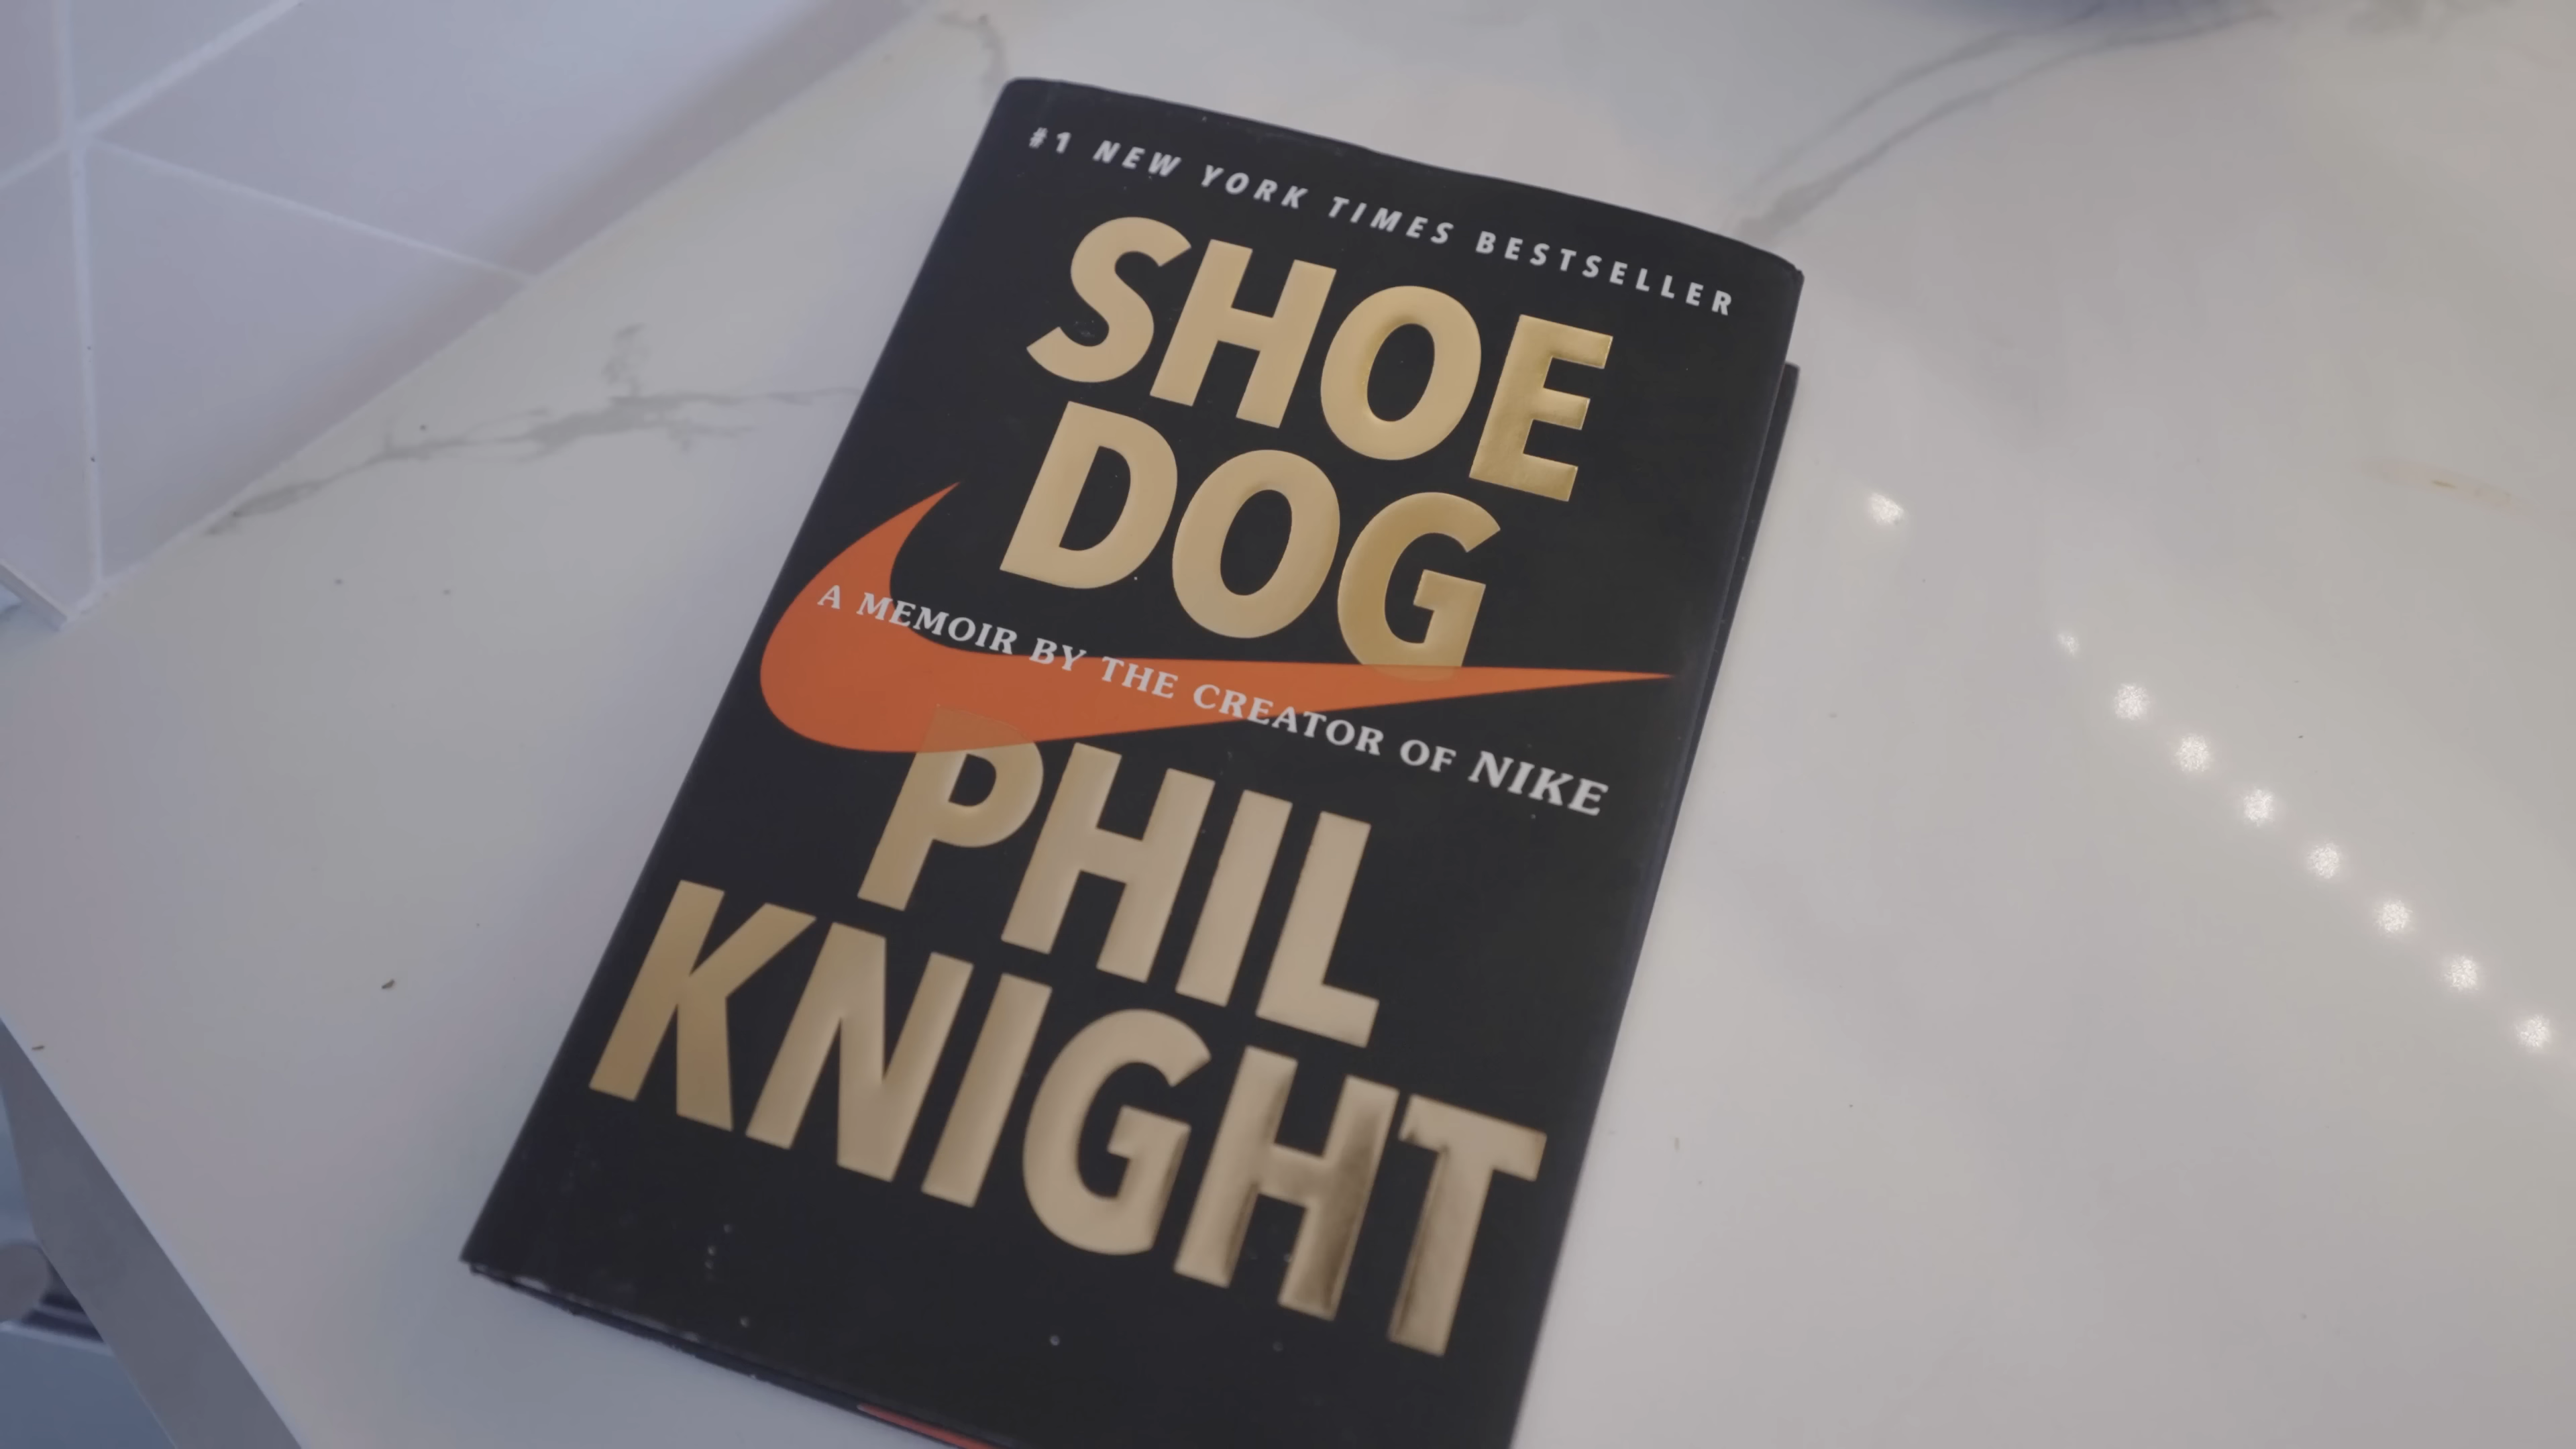 #1 NEW YORK TIMES BESTSELLER
SHOE
DOG
A MEMOIR BY THE CREATOR OF NIKE
PHIL
KNIGHT